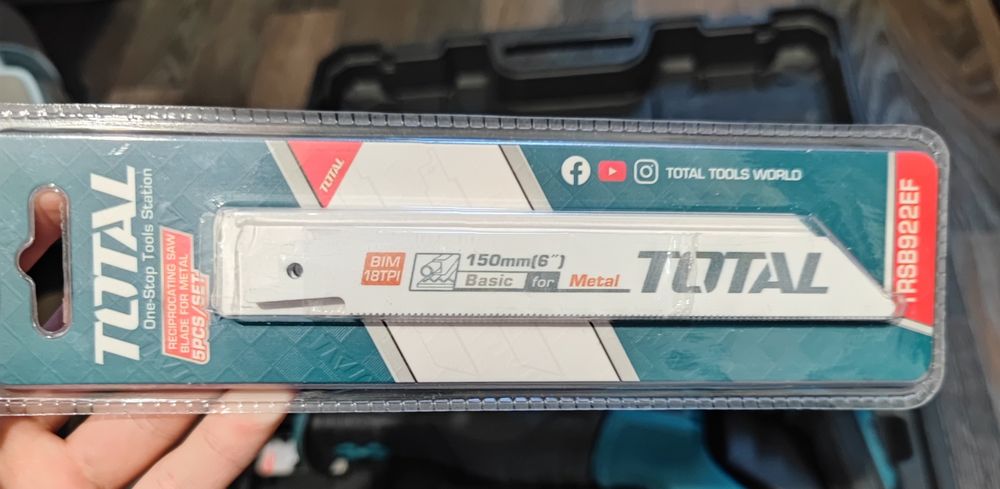 TOTAL
One-Stop Tools Station
RECIPROCATING SAW
BLADE FOR METAL
5PCS/SET
TOTAL
TOTAL TOOLS WORLD
BIM
18TPI
150mm(6")
Basic for Metal
TOTAL
TRSB922EF